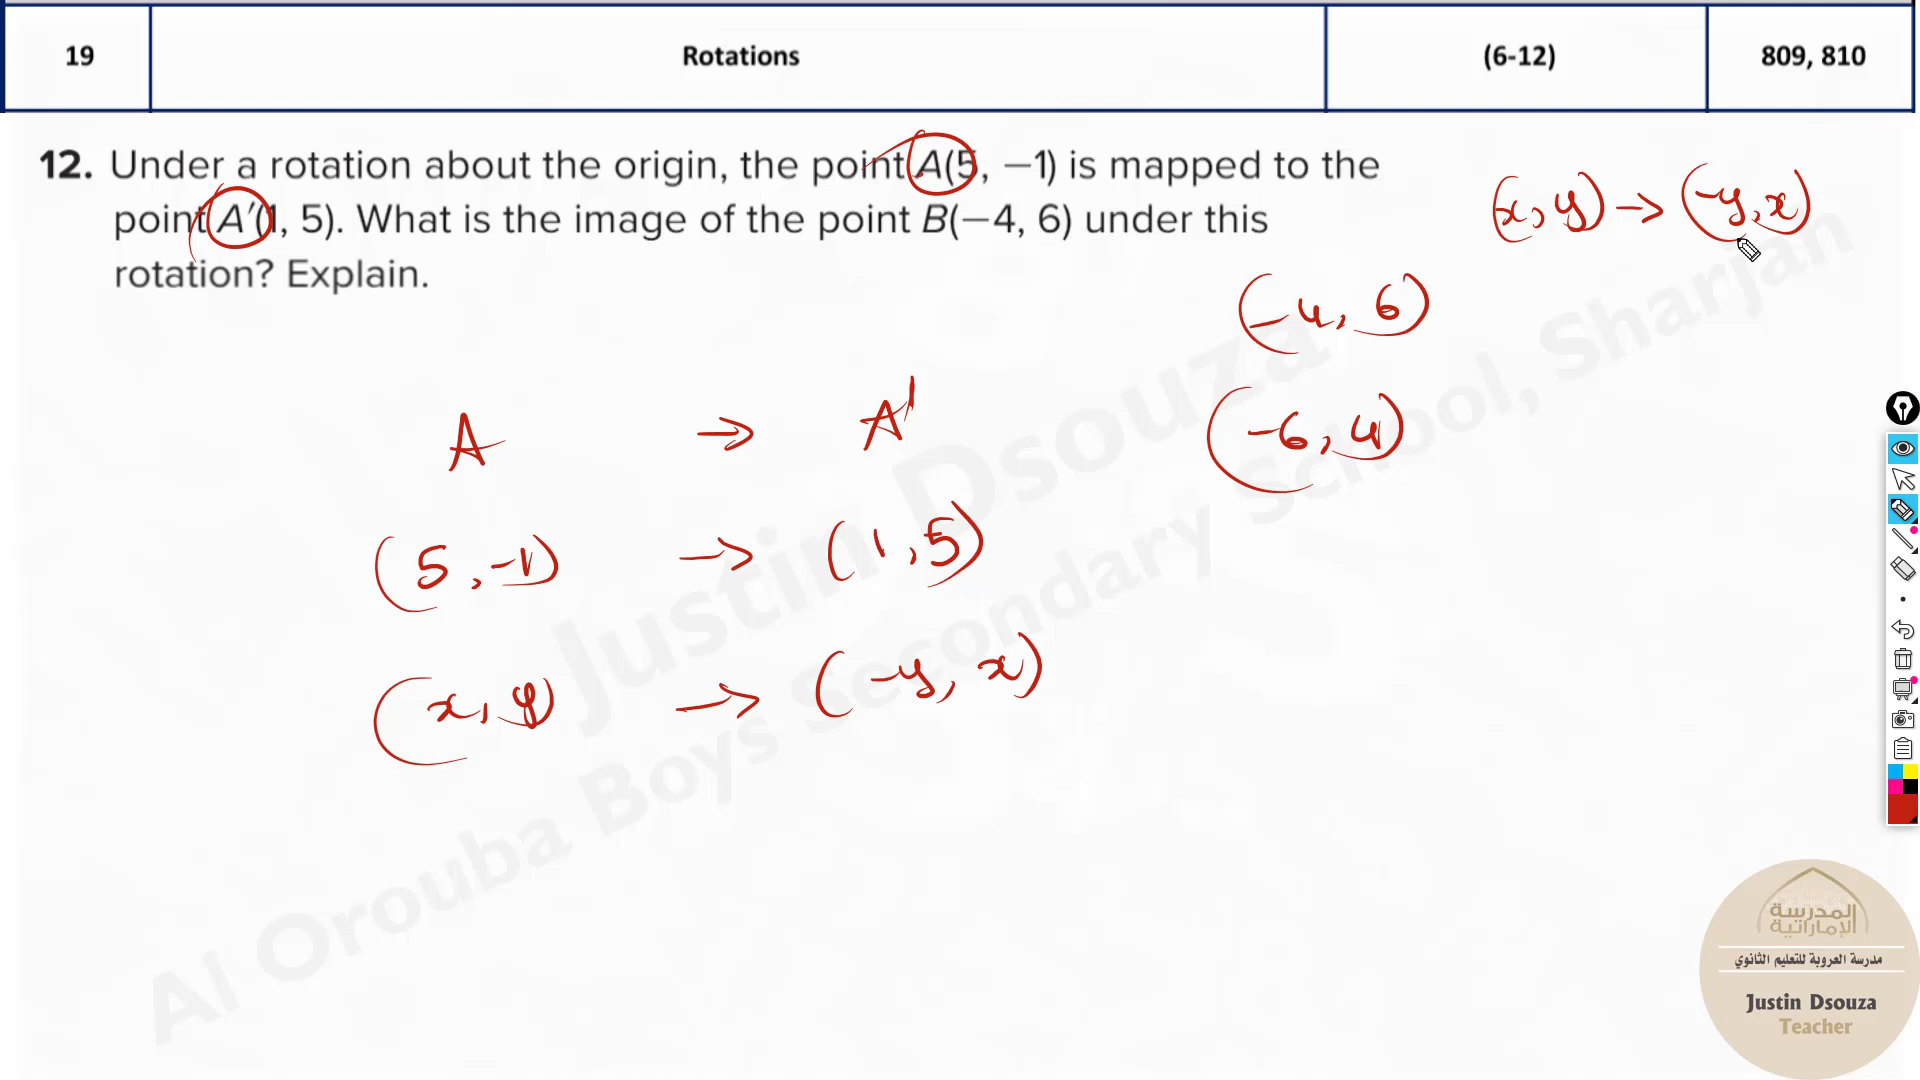 19 Rotations (6-12) 809, 810
12. Under a rotation about the origin, the point A(5, −1) is mapped to the
point A′(1, 5). What is the image of the point B(−4, 6) under this
rotation? Explain.
(x, y) → (-y, x)
(-4, 6)
(-6, 4)
A → A'
(5, -1) → (1, 5)
(x, y) → (-y, x)
Justin Dsouza
Al Orouba Boys Secondary School, Sharjah
المدرسة
الإماراتية
مدرسة العروبة للتعليم الثانوي
Justin Dsouza
Teacher